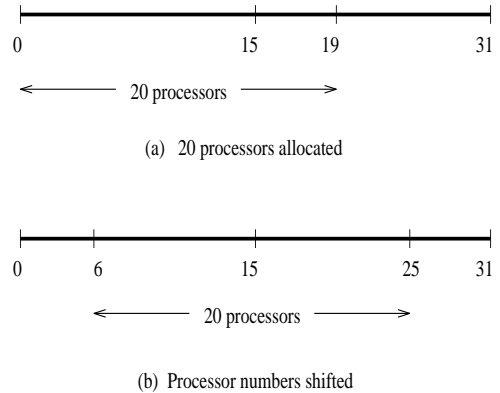 0 15 19 31
20 processors
(a) 20 processors allocated
0 6 15 25 31
20 processors
(b) Processor numbers shifted